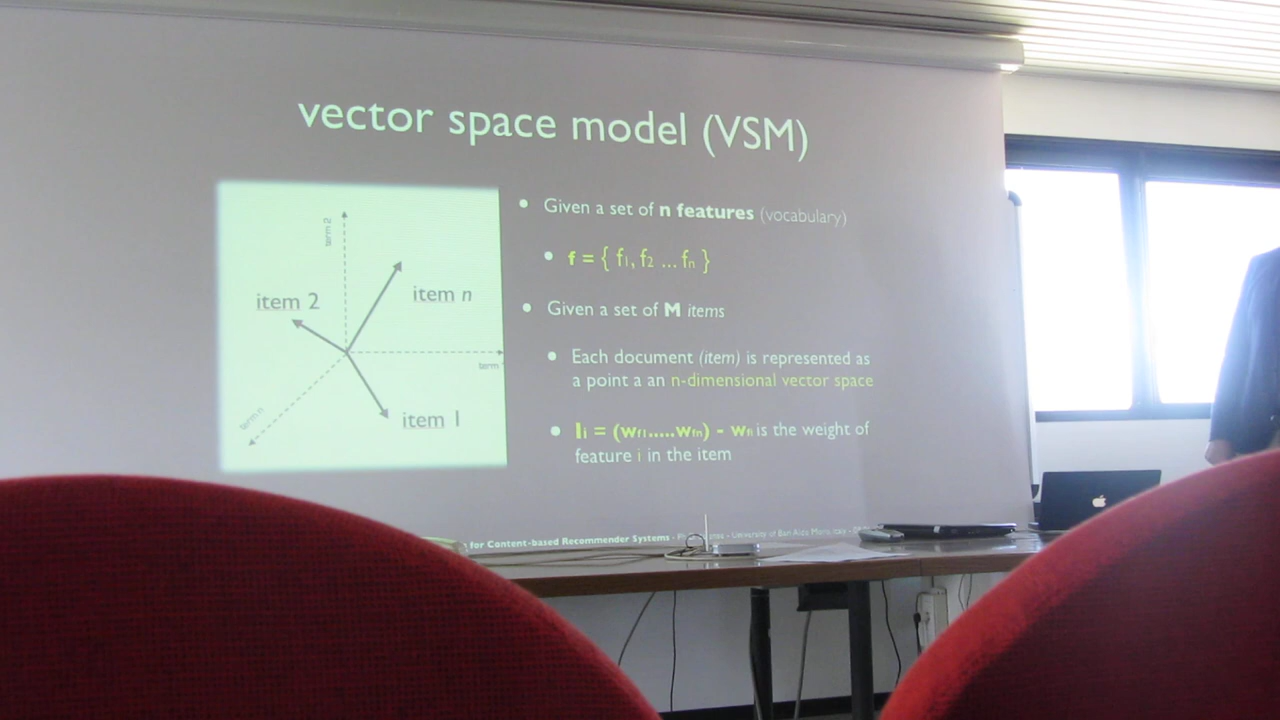 vector space model (VSM)
term 2
item 2
item n
term
item 1
term n
• Given a set of n features (vocabulary)
• f = { f1, f2 ... fn }
• Given a set of M items
• Each document (item) is represented as
a point a an n-dimensional vector space
• Ii = (wf1.....wfn) - wfi is the weight of
feature i in the item
for Content-based Recommender Systems - University of Bari Aldo Moro, Italy -